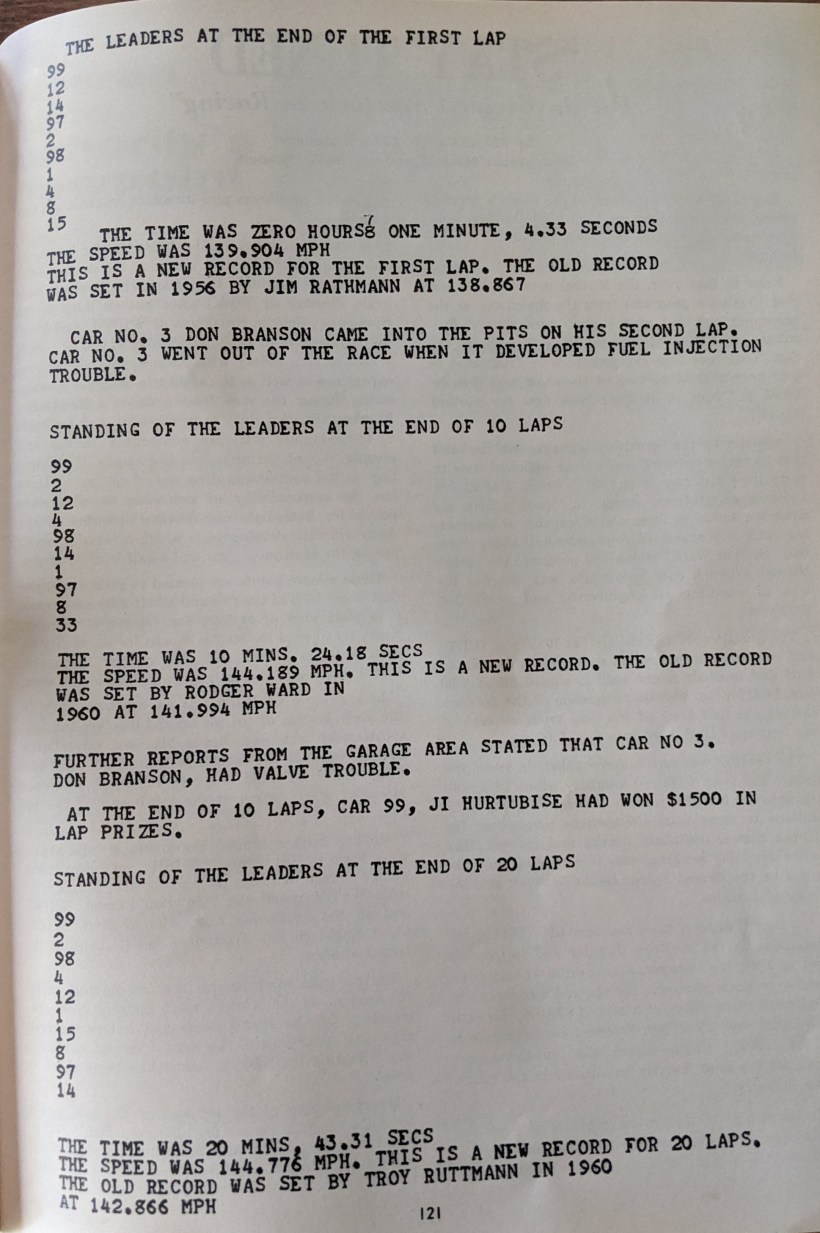 THE LEADERS AT THE END OF THE FIRST LAP
99
12
14
97
2
98
1
4
8
15
THE TIME WAS ZERO HOURS ONE MINUTE, 4.33 SECONDS
THE SPEED WAS 139.904 MPH
THIS IS A NEW RECORD FOR THE FIRST LAP. THE OLD RECORD
WAS SET IN 1956 BY JIM RATHMANN AT 138.867
CAR NO. 3 DON BRANSON CAME INTO THE PITS ON HIS SECOND LAP.
CAR NO. 3 WENT OUT OF THE RACE WHEN IT DEVELOPED FUEL INJECTION
TROUBLE.
STANDING OF THE LEADERS AT THE END OF 10 LAPS
99
2
12
4
98
14
1
97
8
33
THE TIME WAS 10 MINS. 24.18 SECS
THE SPEED WAS 144.189 MPH. THIS IS A NEW RECORD. THE OLD RECORD
WAS SET BY RODGER WARD IN
1960 AT 141.994 MPH
FURTHER REPORTS FROM THE GARAGE AREA STATED THAT CAR NO 3.
DON BRANSON, HAD VALVE TROUBLE.
AT THE END OF 10 LAPS, CAR 99, JI HURTUBISE HAD WON $1500 IN
LAP PRIZES.
STANDING OF THE LEADERS AT THE END OF 20 LAPS
99
2
98
4
12
1
15
8
97
14
THE TIME WAS 20 MINS, 43.31 SECS
THE SPEED WAS 144.776 MPH. THIS IS A NEW RECORD FOR 20 LAPS.
THE OLD RECORD WAS SET BY TROY RUTTMANN IN 1960
AT 142.866 MPH
121